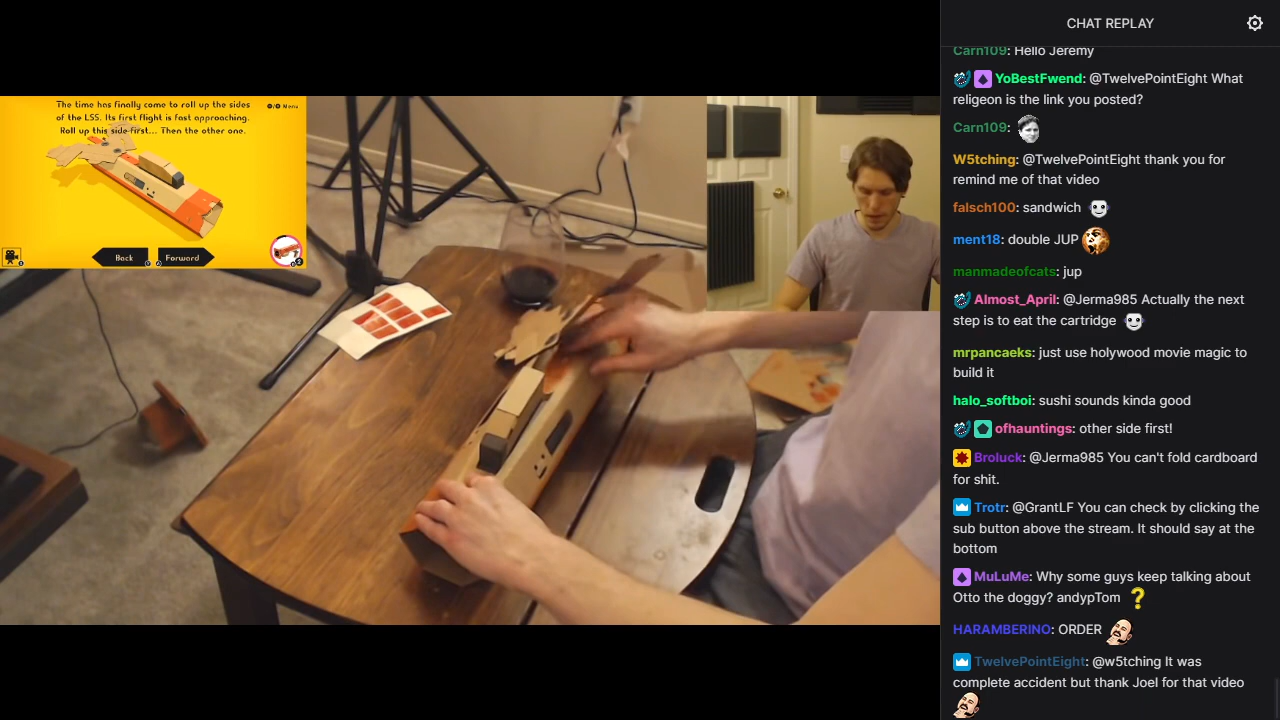 The time has finally come to roll up the sides
of the LSS. Its first flight is fast approaching.
Roll up this side first... Then the other one.
Menu
Back
Forward
CHAT REPLAY
Carn109: Hello Jeremy
YoBestFwend: @TwelvePointEight What
religeon is the link you posted?
Carn109:
W5tching: @TwelvePointEight thank you for
remind me of that video
falsch100: sandwich
ment18: double JUP
manmadeofcats: jup
Almost_April: @Jerma985 Actually the next
step is to eat the cartridge
mrpancaeks: just use holywood movie magic to
build it
halo_softboi: sushi sounds kinda good
ofhauntings: other side first!
Broluck: @Jerma985 You can't fold cardboard
for shit.
Trotr: @GrantLF You can check by clicking the
sub button above the stream. It should say at the
bottom
MuLuMe: Why some guys keep talking about
Otto the doggy? andypTom
HARAMBERINO: ORDER
TwelvePointEight: @w5tching It was
complete accident but thank Joel for that video